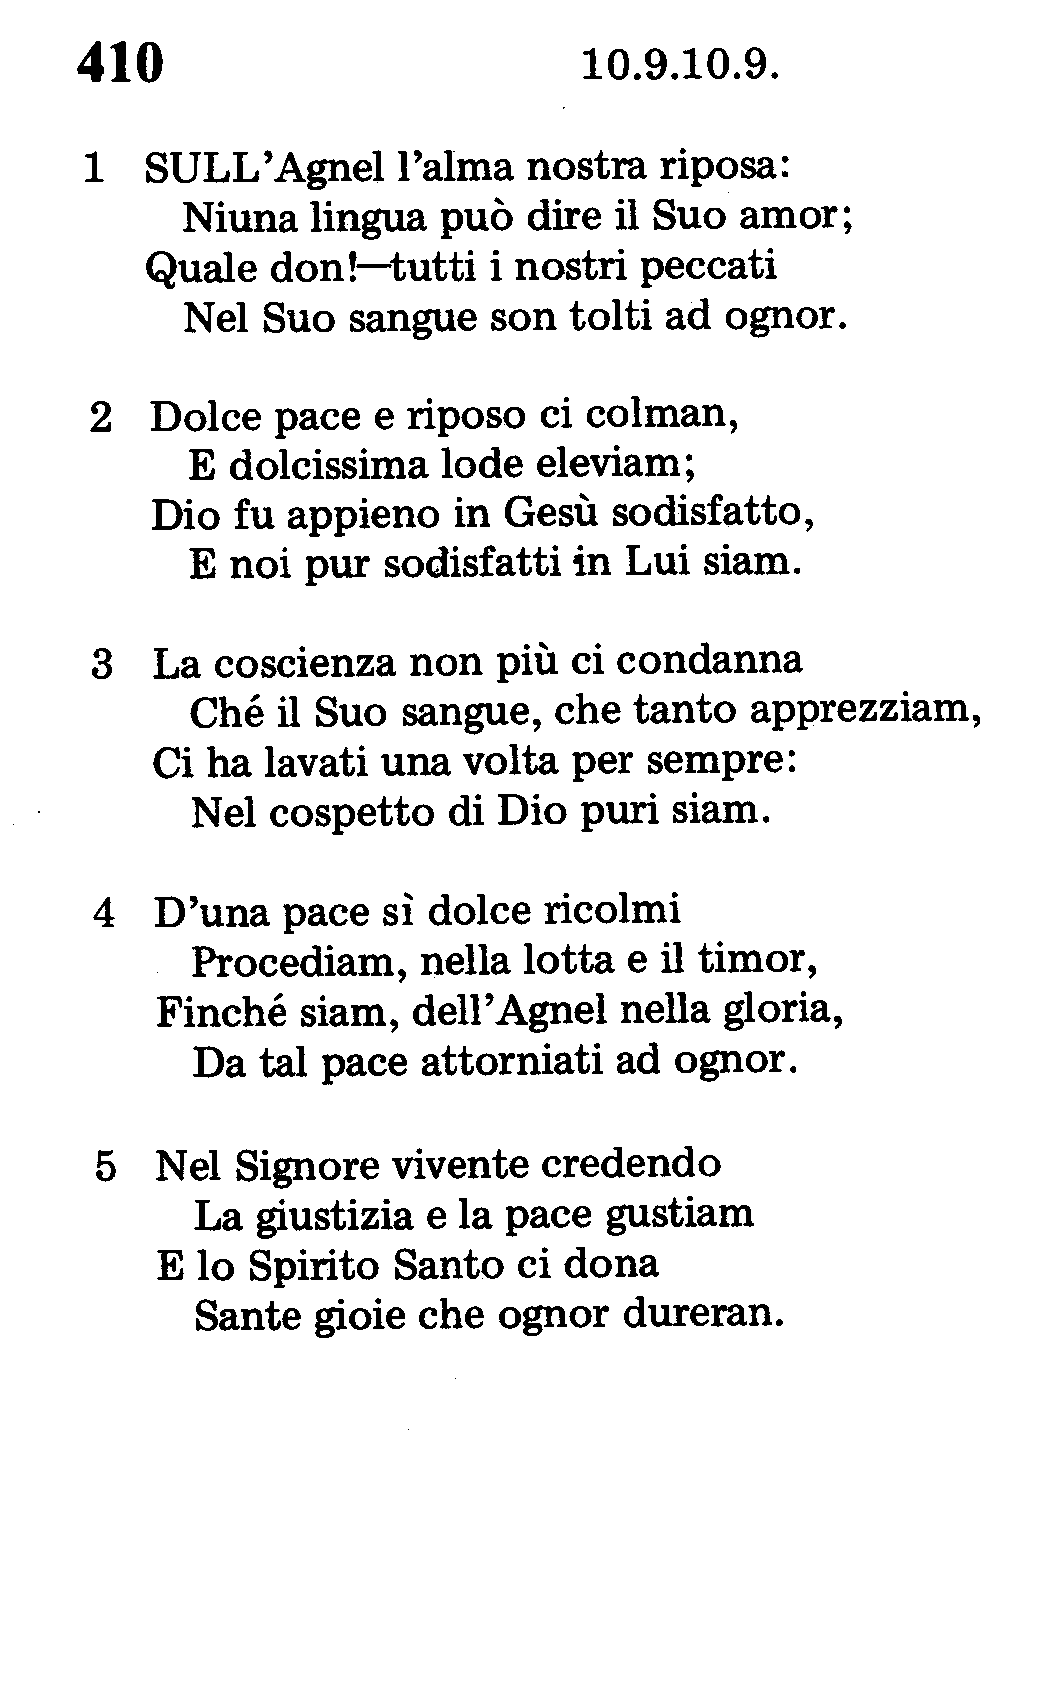 410 10.9.10.9.
1 SULL'Agnel l'alma nostra riposa:
Niuna lingua può dire il Suo amor;
Quale don!—tutti i nostri peccati
Nel Suo sangue son tolti ad ognor.
2 Dolce pace e riposo ci colman,
E dolcissima lode eleviam;
Dio fu appieno in Gesù sodisfatto,
E noi pur sodisfatti in Lui siam.
3 La coscienza non più ci condanna
Ché il Suo sangue, che tanto apprezziam,
Ci ha lavati una volta per sempre:
Nel cospetto di Dio puri siam.
4 D'una pace sì dolce ricolmi
Procediam, nella lotta e il timor,
Finché siam, dell'Agnel nella gloria,
Da tal pace attorniati ad ognor.
5 Nel Signore vivente credendo
La giustizia e la pace gustiam
E lo Spirito Santo ci dona
Sante gioie che ognor dureran.